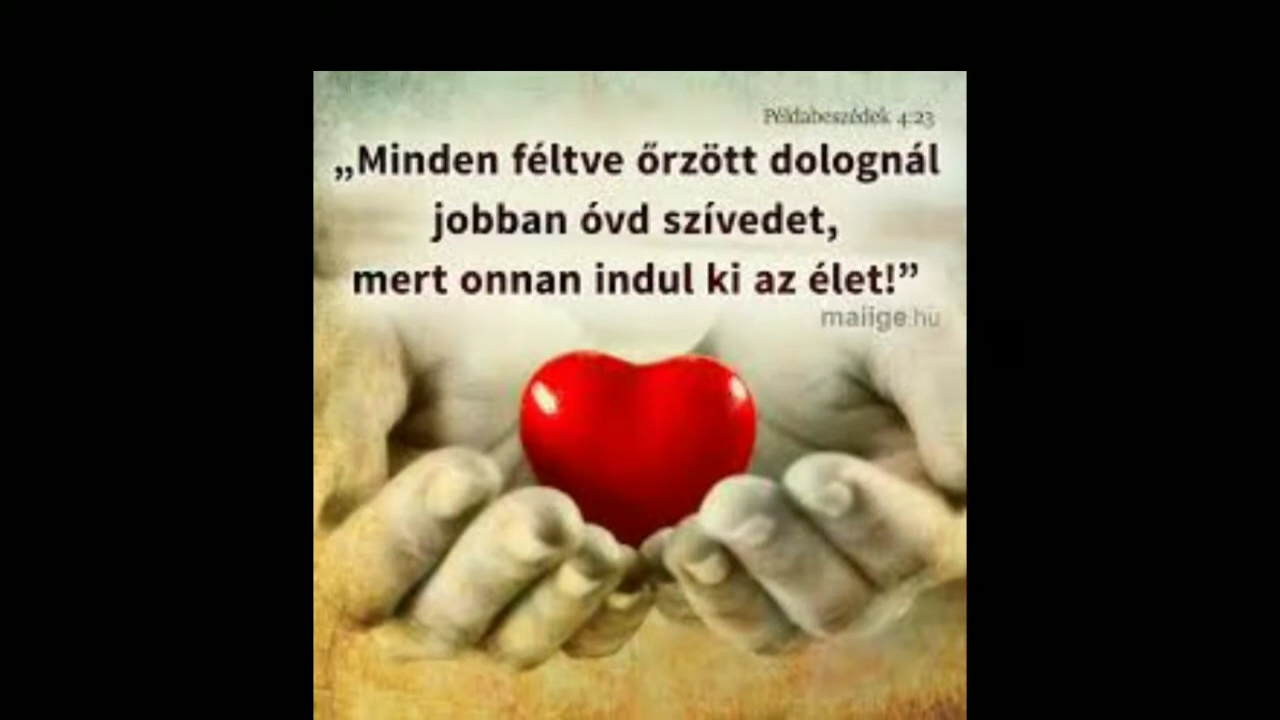 Példabeszédek 4:23
„Minden féltve őrzött dolognál
jobban óvd szívedet,
mert onnan indul ki az élet!”
maiige.hu